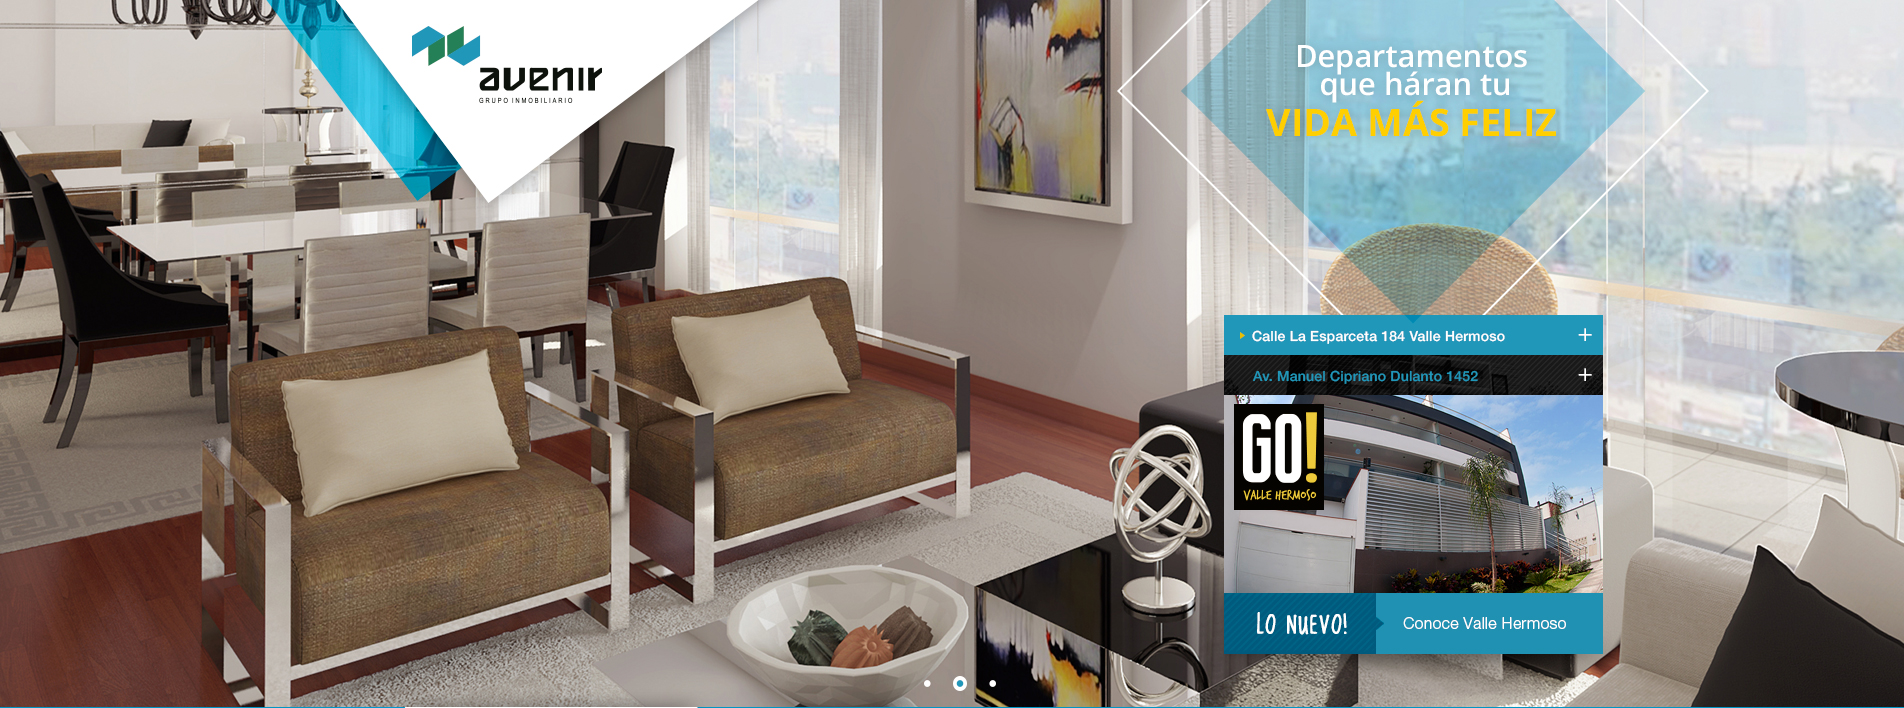 avenir
GRUPO INMOBILIARIO
Departamentos
que háran tu
VIDA MÁS FELIZ
Calle La Esparceta 184 Valle Hermoso
Av. Manuel Cipriano Dulanto 1452
GO!
VALLE HERMOSO
LO NUEVO!
Conoce Valle Hermoso